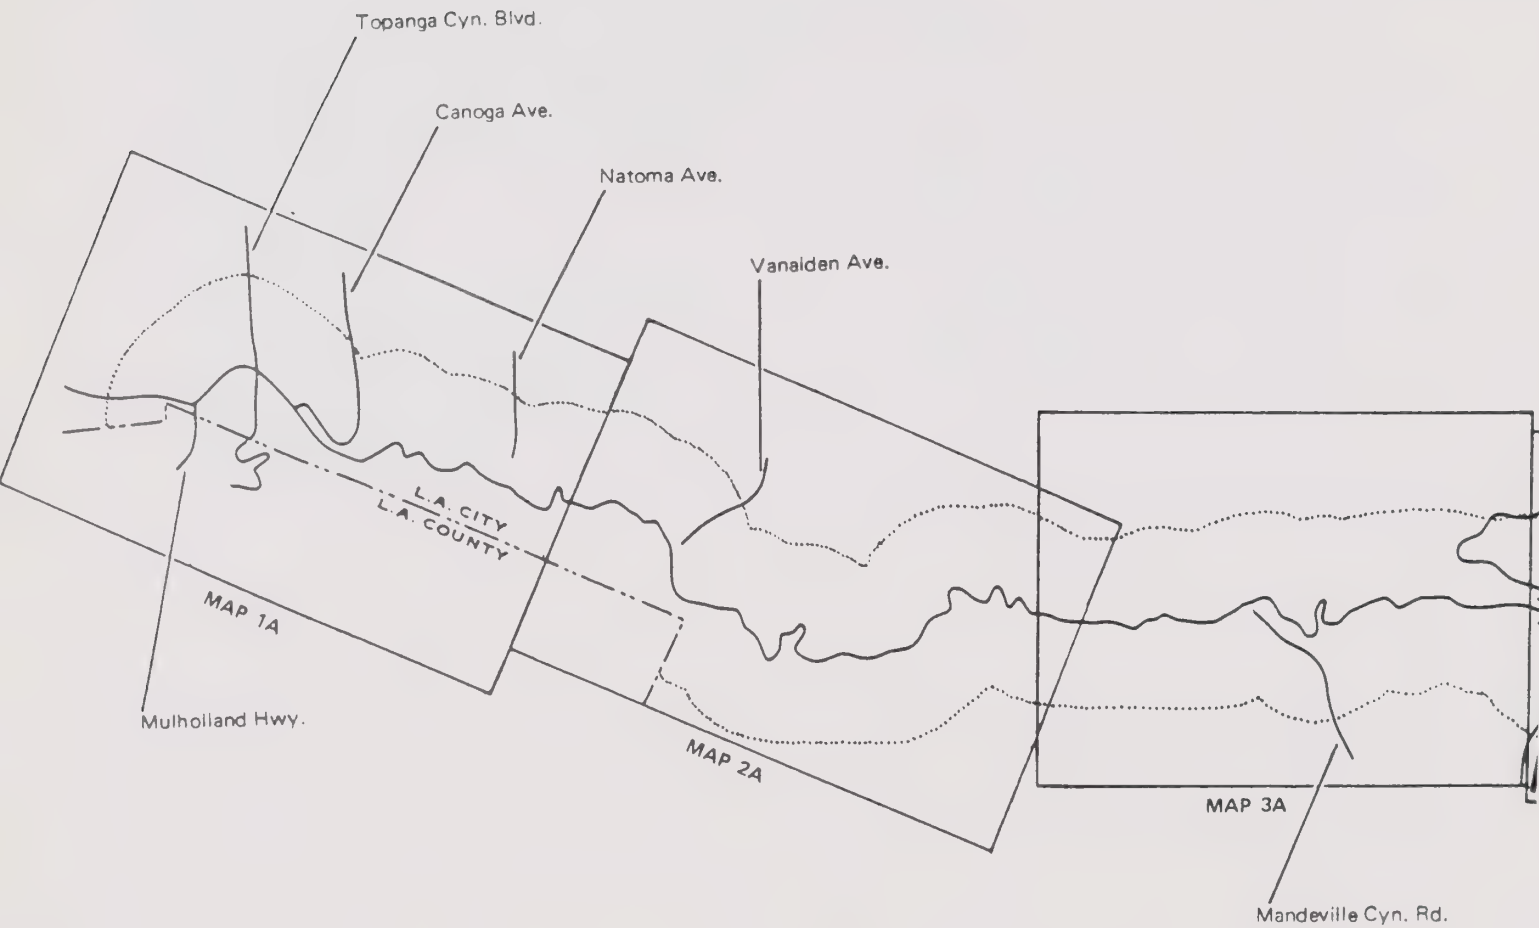 Topanga Cyn. Blvd.
Canoga Ave.
Natoma Ave.
Vanalden Ave.
L.A. CITY
L.A. COUNTY
MAP 1A
Mulholland Hwy.
MAP 2A
MAP 3A
Mandeville Cyn. Rd.